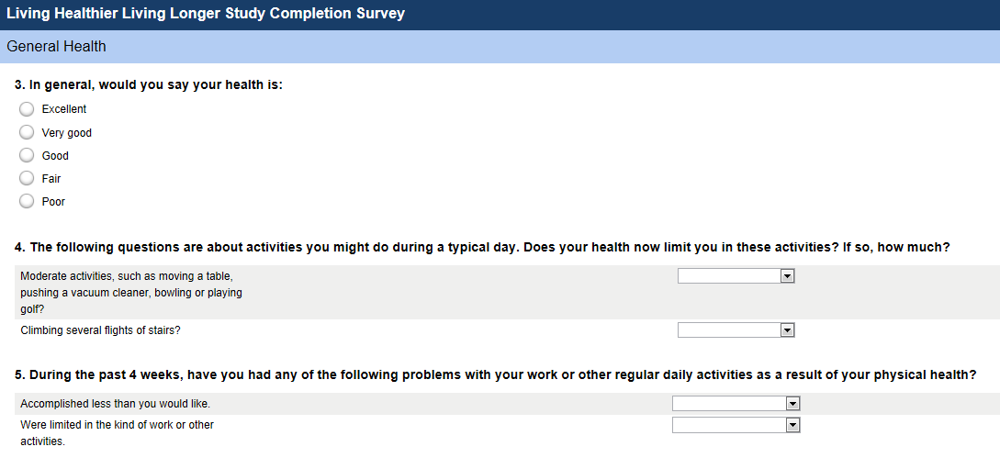 Living Healthier Living Longer Study Completion Survey
General Health
3. In general, would you say your health is:
Excellent
Very good
Good
Fair
Poor
4. The following questions are about activities you might do during a typical day. Does your health now limit you in these activities? If so, how much?
Moderate activities, such as moving a table,
pushing a vacuum cleaner, bowling or playing
golf?
Climbing several flights of stairs?
5. During the past 4 weeks, have you had any of the following problems with your work or other regular daily activities as a result of your physical health?
Accomplished less than you would like.
Were limited in the kind of work or other
activities.